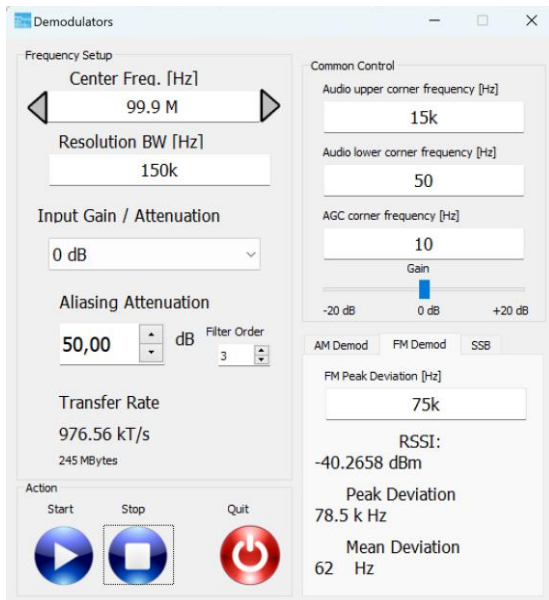 Demodulators
Frequency Setup
Center Freq. [Hz]
99.9 M
Resolution BW [Hz]
150k
Input Gain / Attenuation
0 dB
Aliasing Attenuation
50,00 dB
Filter Order
3
Transfer Rate
976.56 kT/s
245 MBytes
Action
Start Stop Quit
Common Control
Audio upper corner frequency [Hz]
15k
Audio lower corner frequency [Hz]
50
AGC corner frequency [Hz]
10
Gain
-20 dB 0 dB +20 dB
AM Demod FM Demod SSB
FM Peak Deviation [Hz]
75k
RSSI:
-40.2658 dBm
Peak Deviation
78.5 k Hz
Mean Deviation
62 Hz